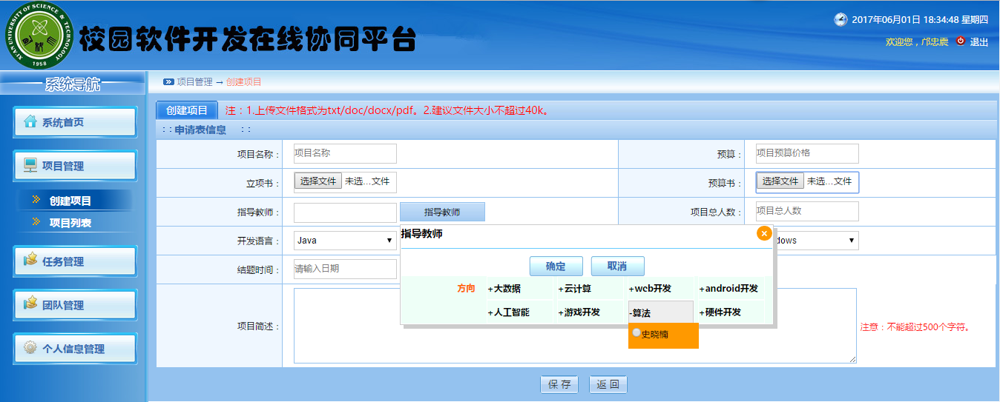 XI'AN UNIVERSITY OF SCIENCE & TECHNOLOGY
1958
校园软件开发在线协同平台
2017年06月01日 18:34:48 星期四
欢迎您，邝忠震 退出
系统导航
项目管理 → 创建项目
系统首页
项目管理
创建项目
项目列表
任务管理
团队管理
个人信息管理
创建项目 注：1.上传文件格式为txt/doc/docx/pdf。2.建议文件大小不超过40k。
: : 申请表信息 : :
项目名称： 项目名称 预算： 项目预算价格
立项书： 选择文件 未选...文件 预算书： 选择文件 未选...文件
指导教师： 指导教师 项目总人数： 项目总人数
开发语言： Java dows
结题时间： 请输入日期
项目简述： 注意：不能超过500个字符。
指导教师
确定 取消
方向 +大数据 +云计算 +web开发 +android开发
+人工智能 +游戏开发 -算法 +硬件开发
史晓楠
保 存 返 回